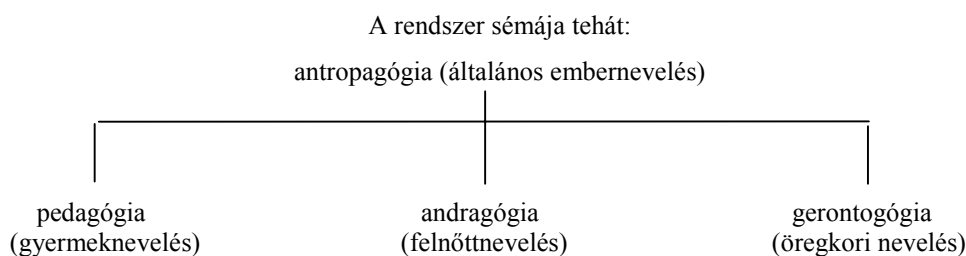 A rendszer sémája tehát:
antropagógia (általános embernevelés)
pedagógia
(gyermeknevelés)
andragógia
(felnőttnevelés)
gerontogógia
(öregkori nevelés)